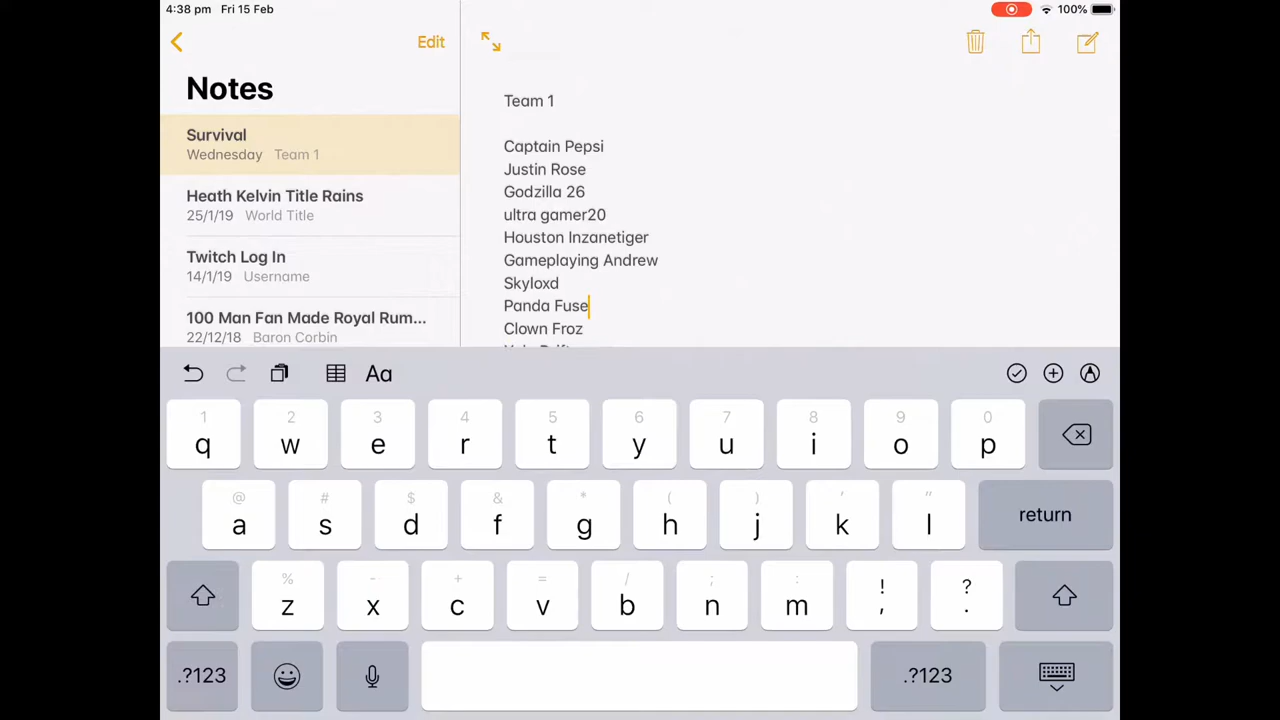 4:38 pm Fri 15 Feb
100%
Edit
Notes
Survival
Wednesday Team 1
Heath Kelvin Title Rains
25/1/19 World Title
Twitch Log In
14/1/19 Username
100 Man Fan Made Royal Rum...
22/12/18 Baron Corbin
Team 1
Captain Pepsi
Justin Rose
Godzilla 26
ultra gamer20
Houston Inzanetiger
Gameplaying Andrew
Skyloxd
Panda Fuse
Clown Froz
Aa
1 2 3 4 5 6 7 8 9 0
q w e r t y u i o p
@ # $ & * ( ) ' "
a s d f g h j k l return
% - + = / ; : ! ?
z x c v b n m , .
.?123 .?123